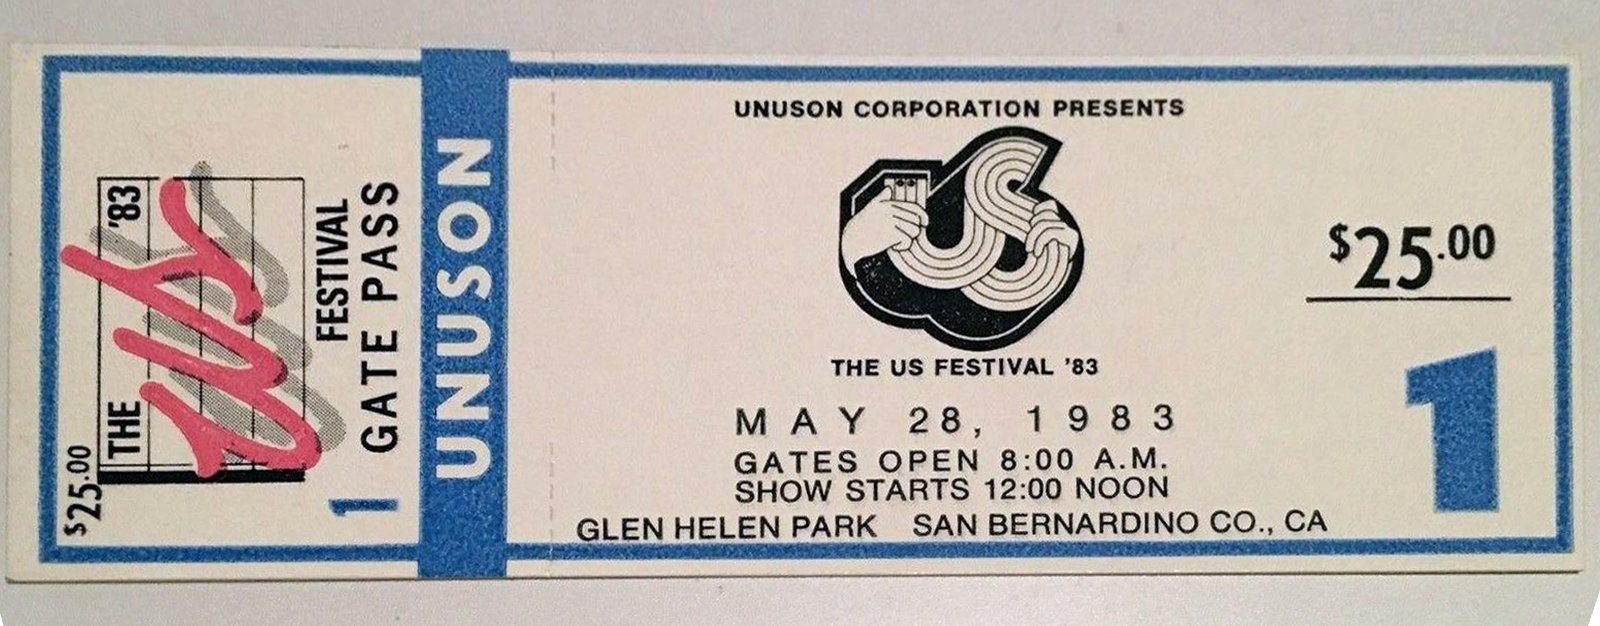 $25.00
THE us '83
FESTIVAL
1 GATE PASS
UNUSON
UNUSON CORPORATION PRESENTS
US
THE US FESTIVAL '83
MAY 28, 1983
GATES OPEN 8:00 A.M.
SHOW STARTS 12:00 NOON
GLEN HELEN PARK SAN BERNARDINO CO., CA
$25.00
1